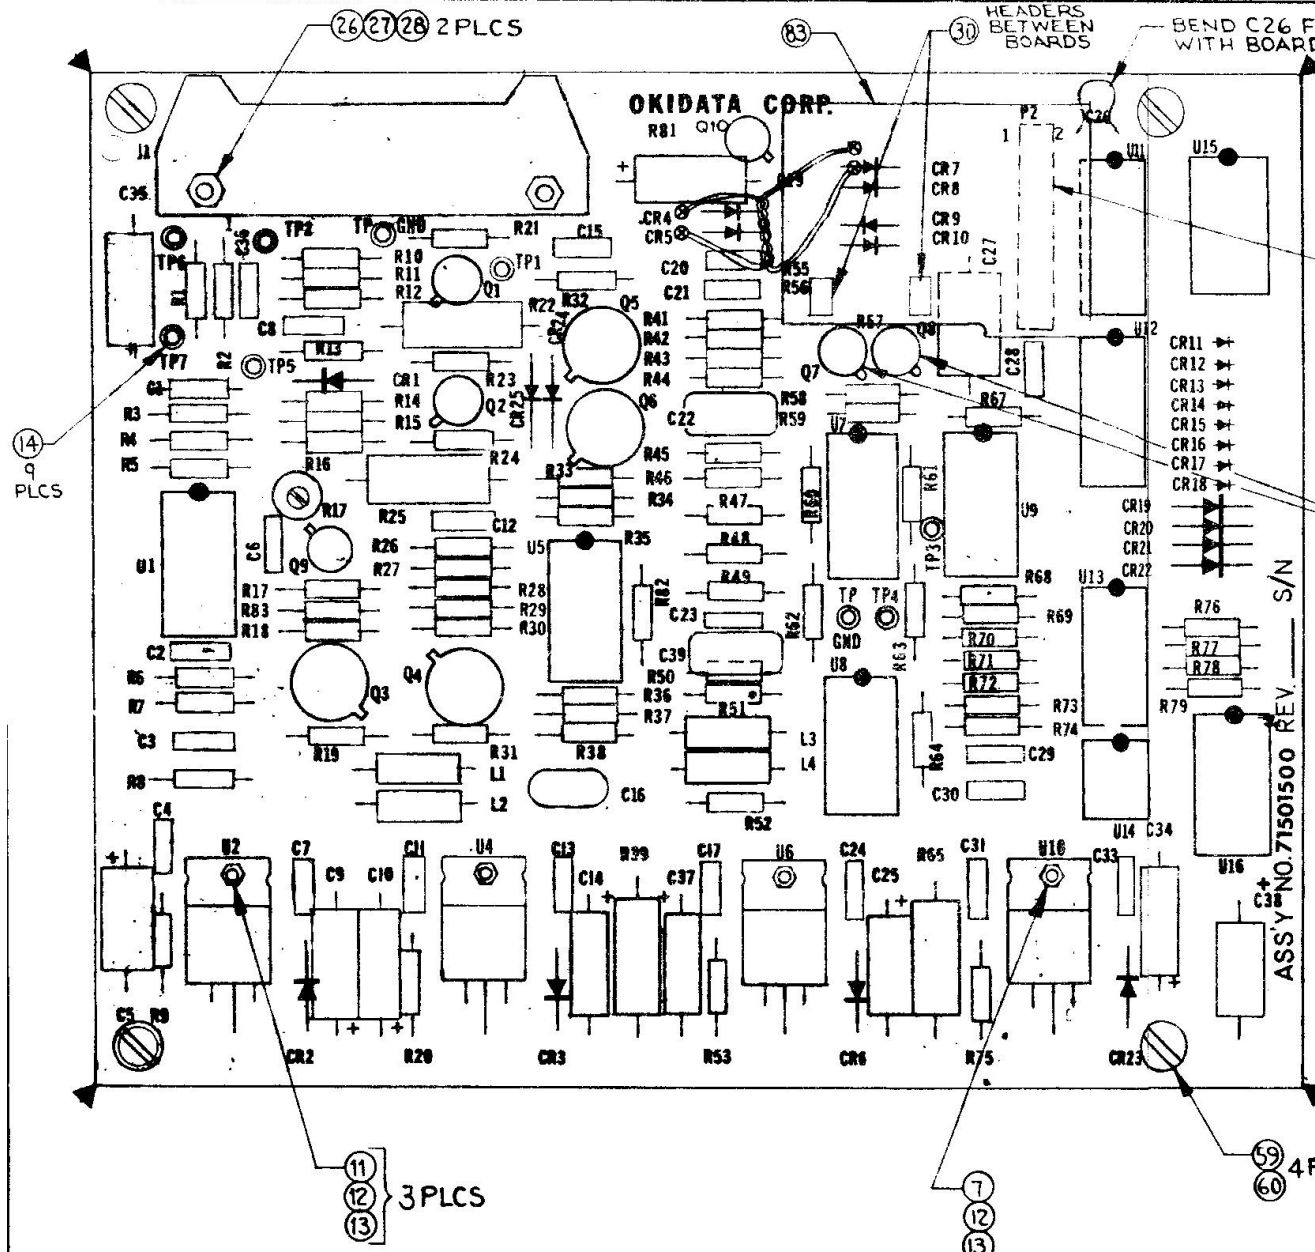 26 27 28 2 PLCS
83
30 HEADERS
BETWEEN
BOARDS
BEND C26 F
WITH BOARD
OKIDATA CORP.
R81 Q10
P2
1 2
C26
J1
U11
U15
C35
CR7
CR8
CR4
CR5
CR9
CR10
TP6
TP2
TP GND
R21
C15
C36
TP1
R10
R11
R12
Q1
C20
C21
R55
R56
C27
R1
R2
R22
R32
Q5
C8
CR24
R41
R42
R43
R44
R57
Q8
U12
TP7
TP5
R13
CR1
R14
R15
R23
Q2
CR25
Q6
Q7
C28
C1
R3
R4
R5
C22
R58
R59
R67
CR11
CR12
CR13
CR14
CR15
CR16
CR17
CR18
CR19
CR20
CR21
CR22
14
9
PLCS
R16
R17
R24
R33
R34
R45
R46
U7
R60
R61
U9
C6
Q9
R25
C12
R35
R47
R48
R49
TP3
U1
R26
R27
R28
R29
R30
U5
R82
C23
R62
TP
GND
TP4
R63
R68
R69
R70
R71
R72
U13
R76
R77
R78
R79
R17
R83
R18
C2
R6
R7
C3
R8
Q3
Q4
R19
R31
C39
R50
R36
R37
R38
R51
U8
R64
R73
R74
C29
C30
L1
L2
L3
L4
C16
R52
U14
C34
U16
C4
U2
C7
C9
C10
C11
U4
C13
C14
R39
C37
C17
U6
C24
C25
R65
C31
U10
C33
C38
C5
R9
CR2
R20
CR3
R53
CR6
R75
CR23
ASS'Y NO. 71501500 REV S/N
11
12
13
3 PLCS
7
12
13
59
60
4